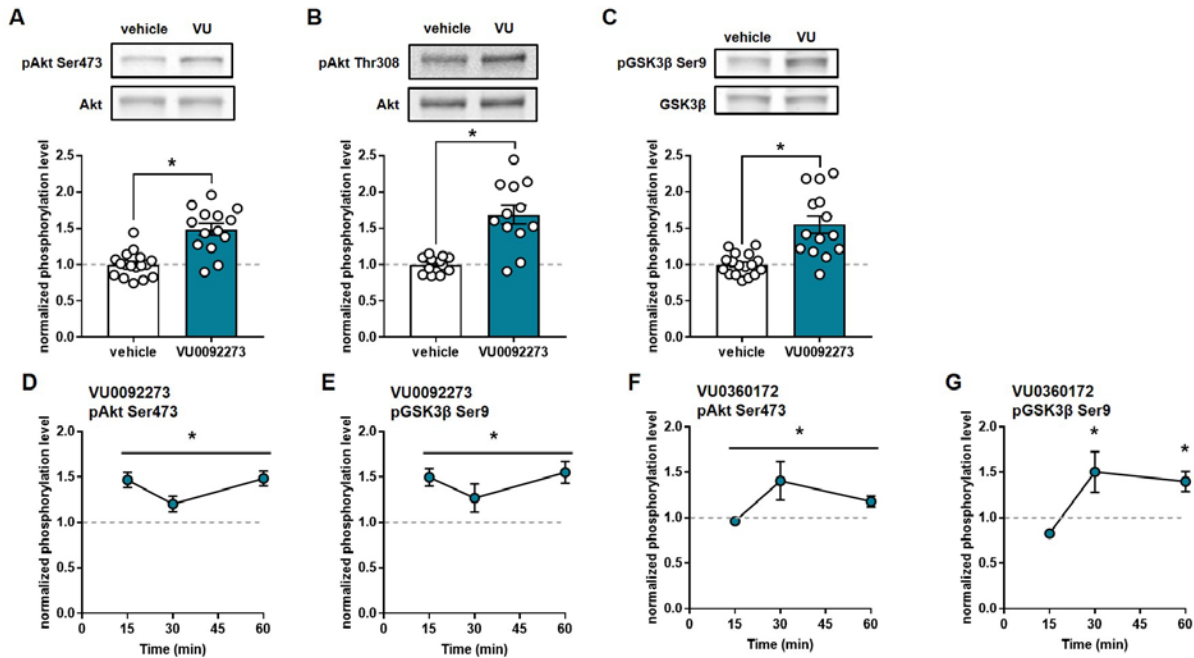 A
vehicle VU
pAkt Ser473
Akt
normalized phosphorylation level
2.5
2.0
1.5
1.0
0.5
0.0
*
vehicle VU0092273
B
vehicle VU
pAkt Thr308
Akt
normalized phosphorylation level
2.5
2.0
1.5
1.0
0.5
0.0
*
vehicle VU0092273
C
vehicle VU
pGSK3β Ser9
GSK3β
normalized phosphorylation level
2.5
2.0
1.5
1.0
0.5
0.0
*
vehicle VU0092273
D
VU0092273
pAkt Ser473
normalized phosphorylation level
2.0
1.5
1.0
0.5
0.0
*
0 15 30 45 60
Time (min)
E
VU0092273
pGSK3β Ser9
normalized phosphorylation level
2.0
1.5
1.0
0.5
0.0
*
0 15 30 45 60
Time (min)
F
VU0360172
pAkt Ser473
normalized phosphorylation level
2.0
1.5
1.0
0.5
0.0
*
0 15 30 45 60
Time (min)
G
VU0360172
pGSK3β Ser9
normalized phosphorylation level
2.0
1.5
1.0
0.5
0.0
* *
0 15 30 45 60
Time (min)